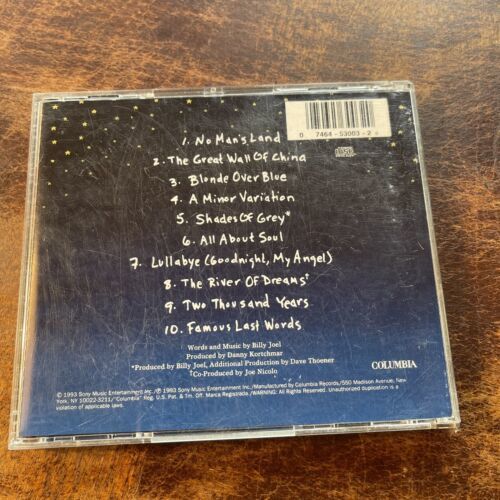 0 74645-53003-2 6
1. No Man's Land
2. The Great Wall Of China
3. Blonde Over Blue
4. A Minor Variation
5. Shades Of Grey*
6. All About Soul
7. Lullabye (Goodnight, My Angel)
8. The River Of Dreams†
9. Two Thousand Years
10. Famous Last Words
Words and Music by Billy Joel
Produced by Danny Kortchmar
*Produced by Billy Joel, Additional Production by Dave Thoener
†Co-Produced by Joe Nicolo
COLUMBIA
© 1993 Sony Music Entertainment Inc./℗ 1993 Sony Music Entertainment Inc./Manufactured by Columbia Records/550 Madison Avenue, New
York, NY 10022-3211/"Columbia" Reg. U.S. Pat. & Tm. Off. Marca Registrada./WARNING: All Rights Reserved. Unauthorized duplication is a
violation of applicable laws.